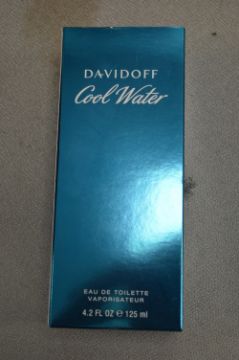 DAVIDOFF
Cool Water
EAU DE TOILETTE
VAPORISATEUR
4.2 FL OZ ℮ 125 ml